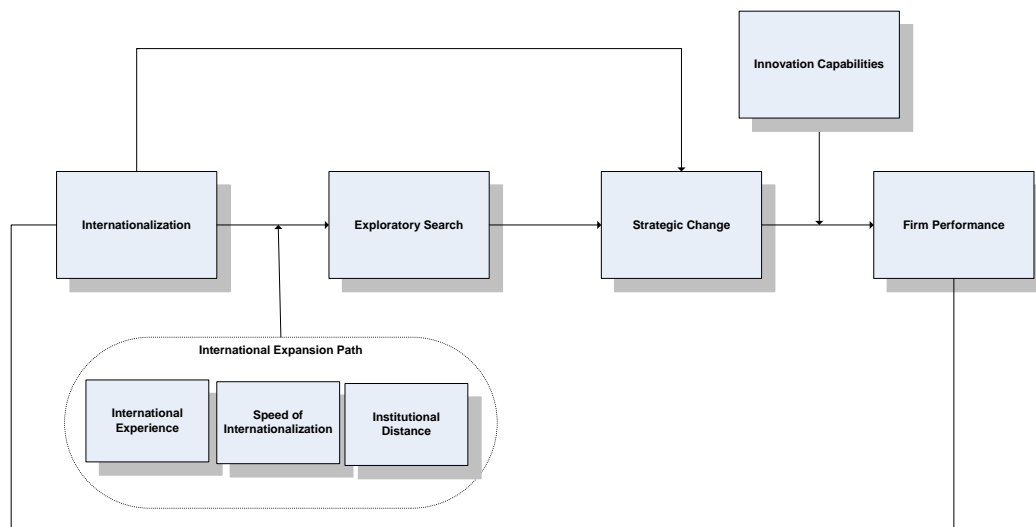 Innovation Capabilities
Internationalization
Exploratory Search
Strategic Change
Firm Performance
International Expansion Path
International
Experience
Speed of
Internationalization
Institutional
Distance